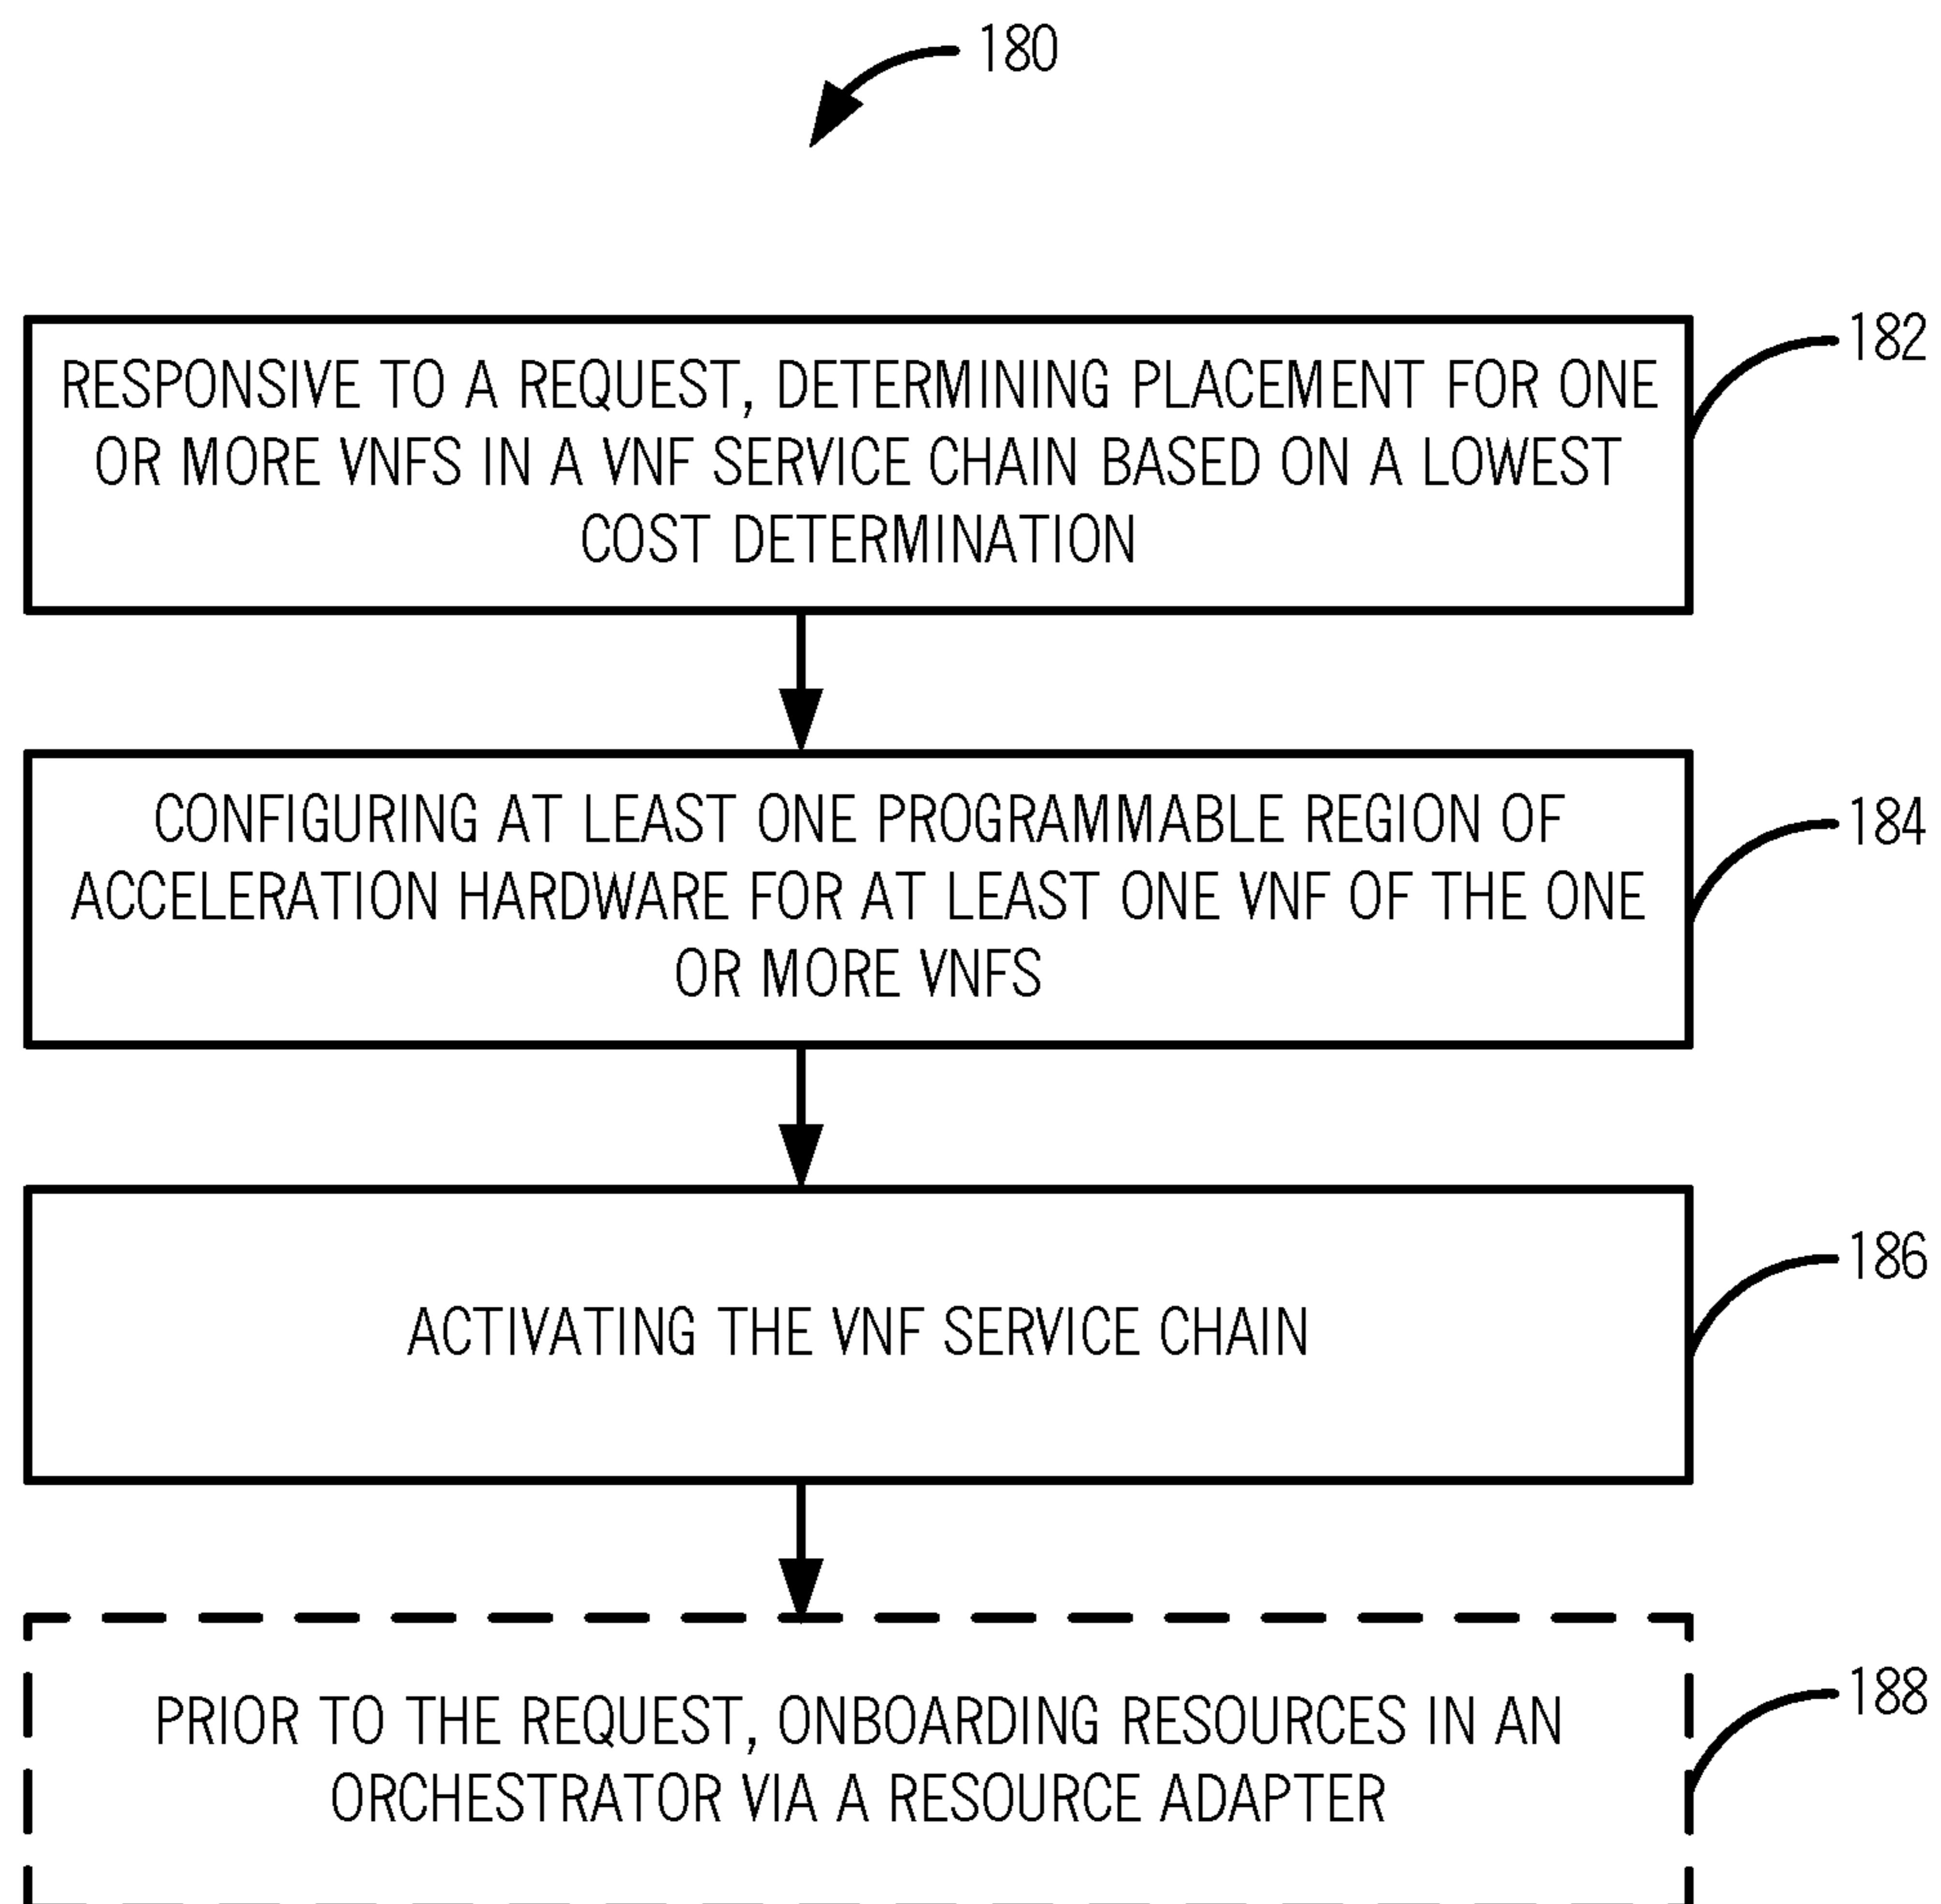 180
RESPONSIVE TO A REQUEST, DETERMINING PLACEMENT FOR ONE
OR MORE VNFS IN A VNF SERVICE CHAIN BASED ON A LOWEST
COST DETERMINATION
182
CONFIGURING AT LEAST ONE PROGRAMMABLE REGION OF
ACCELERATION HARDWARE FOR AT LEAST ONE VNF OF THE ONE
OR MORE VNFS
184
ACTIVATING THE VNF SERVICE CHAIN
186
PRIOR TO THE REQUEST, ONBOARDING RESOURCES IN AN
ORCHESTRATOR VIA A RESOURCE ADAPTER
188